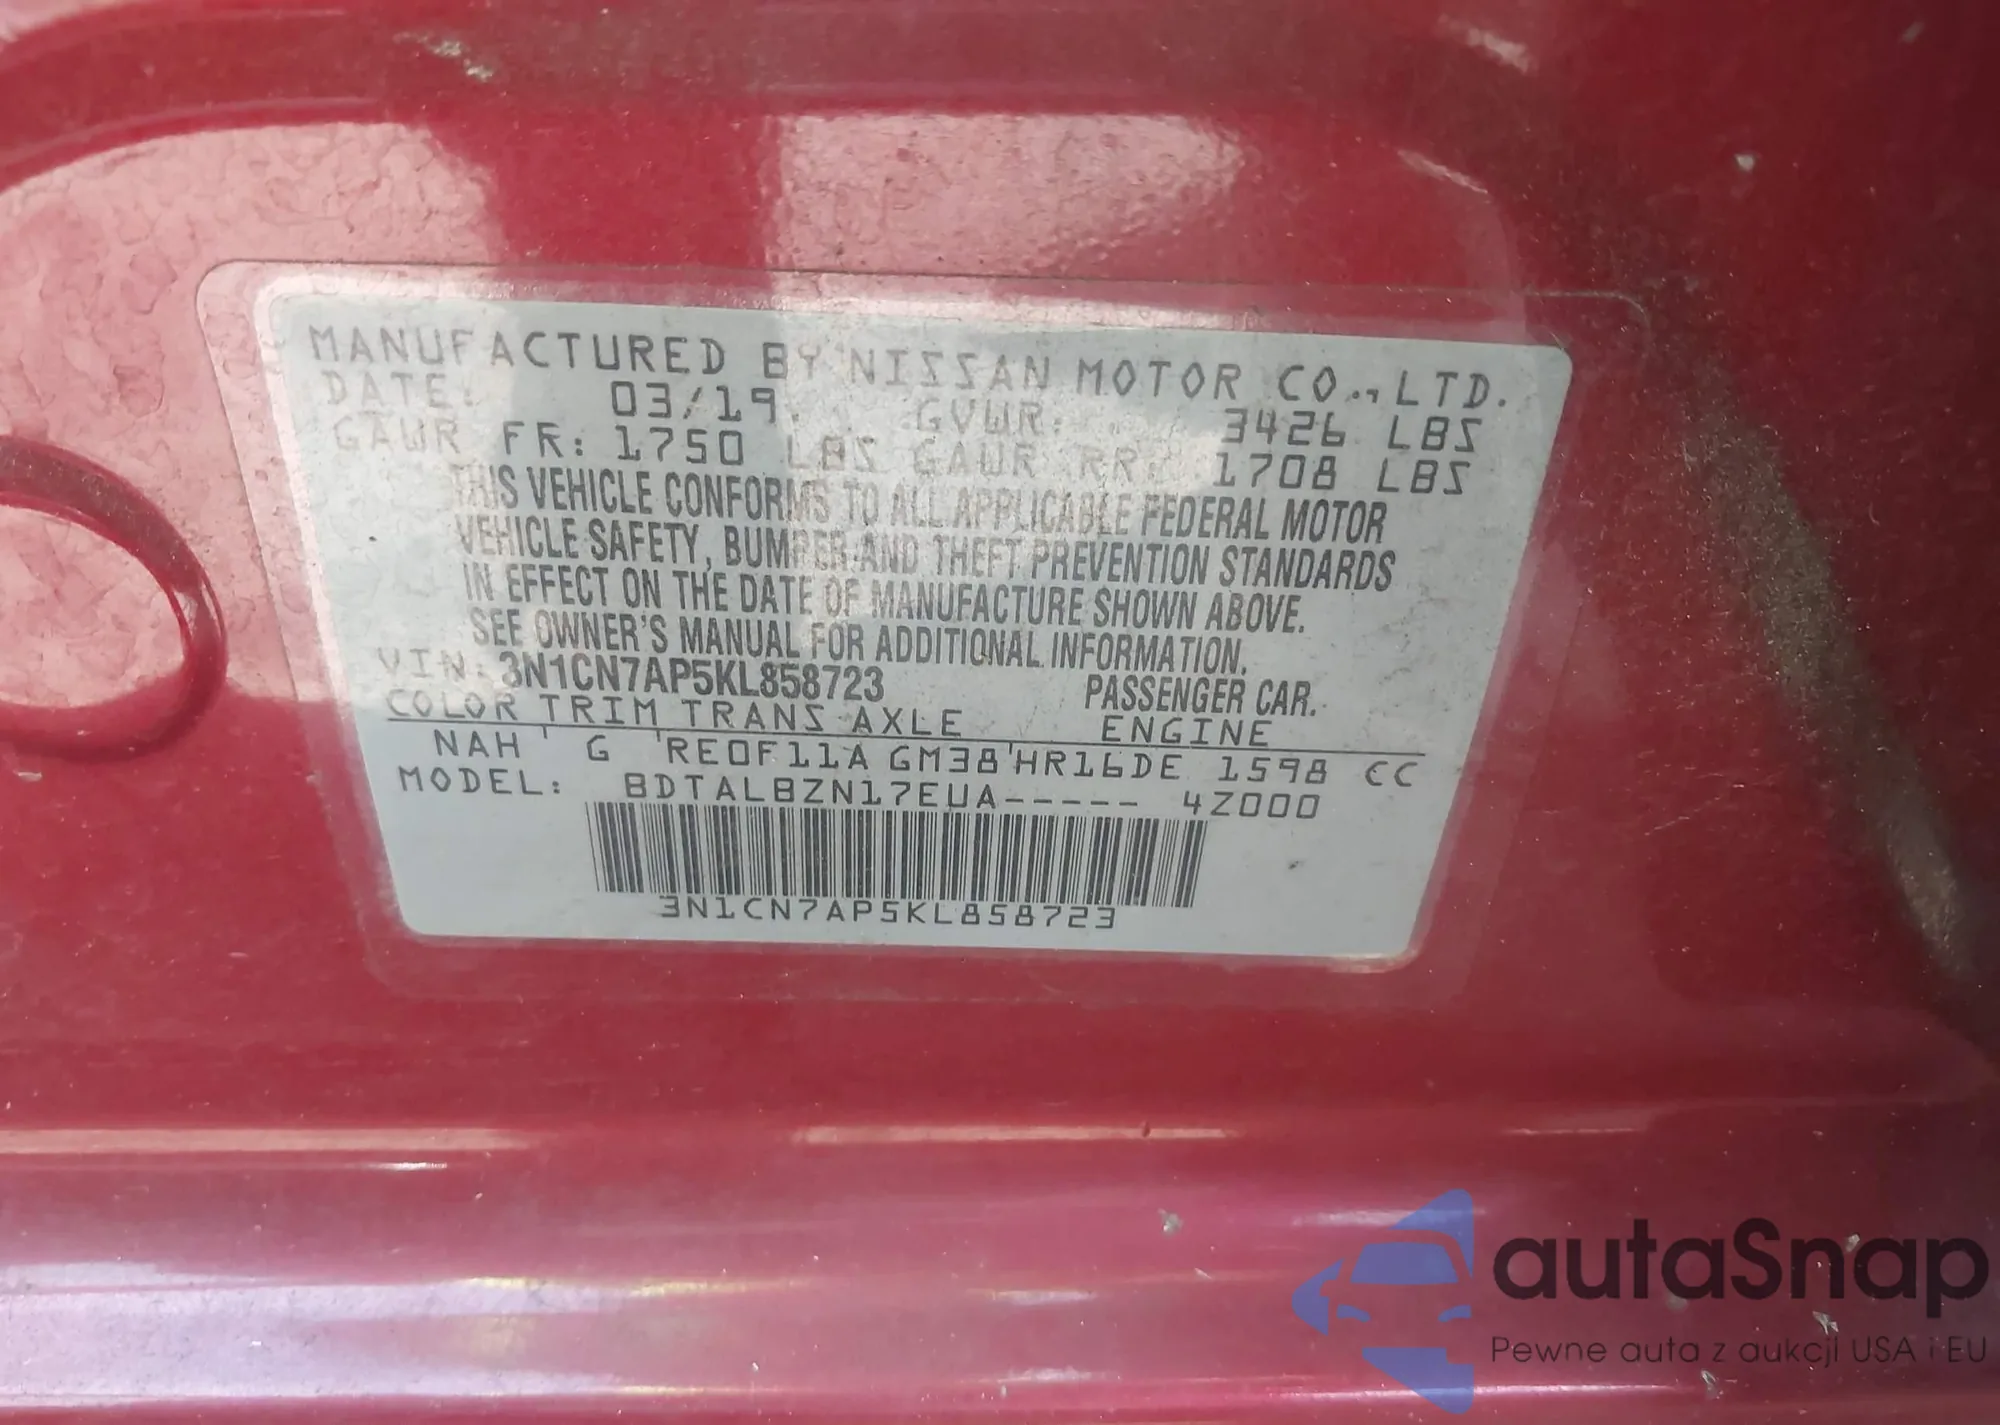 MANUFACTURED BY NISSAN MOTOR CO., LTD.
DATE: 03/19. GVWR: 3426 LBS
GAWR FR: 1750 LBS GAWR RR: 1708 LBS
THIS VEHICLE CONFORMS TO ALL APPLICABLE FEDERAL MOTOR
VEHICLE SAFETY, BUMPER AND THEFT PREVENTION STANDARDS
IN EFFECT ON THE DATE OF MANUFACTURE SHOWN ABOVE.
SEE OWNER'S MANUAL FOR ADDITIONAL INFORMATION.
VIN: 3N1CN7AP5KL858723 PASSENGER CAR.
COLOR TRIM TRANS AXLE ENGINE
NAH ' G 'RE0F11A GM38'HR16DE 1598 CC
MODEL: BDTALBZN17EUA----- 4Z000
3N1CN7AP5KL858723
autaSnap
Pewne auta z aukcji USA i EU